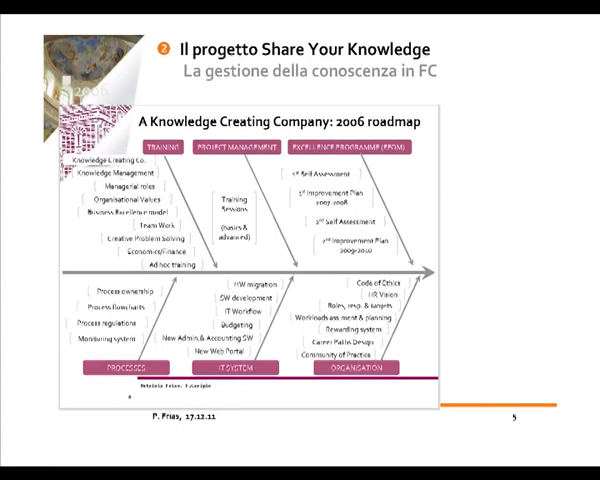 2 Il progetto Share Your Knowledge
La gestione della conoscenza in FC
2006
A Knowledge Creating Company: 2006 roadmap
TRAINING
PROJECT MANAGEMENT
EXCELLENCE PROGRAMME (EFQM)
Knowledge Creating Co.
Knowledge Management
Managerial roles
Organisational Values
Business Excellence model
Team Work
Creative Problem Solving
Economics/Finance
Ad hoc training
Training
Sessions
(basics &
advanced)
1st Self Assessment
1st Improvement Plan
2007-2008
2nd Self Assessment
2nd Improvement Plan
2009-2010
Process ownership
Process flowcharts
Process regulations
Monitoring system
HW migration
SW development
IT Workflow
Budgeting
New Admin.& Accounting SW
New Web Portal
Code of Ethics
HR Vision
Roles, resp. & targets
Workloads assment & planning
Rewarding system
Career Paths Design
Community of Practice
PROCESSES
IT SYSTEM
ORGANISATION
P. Frias, 17.12.11
5